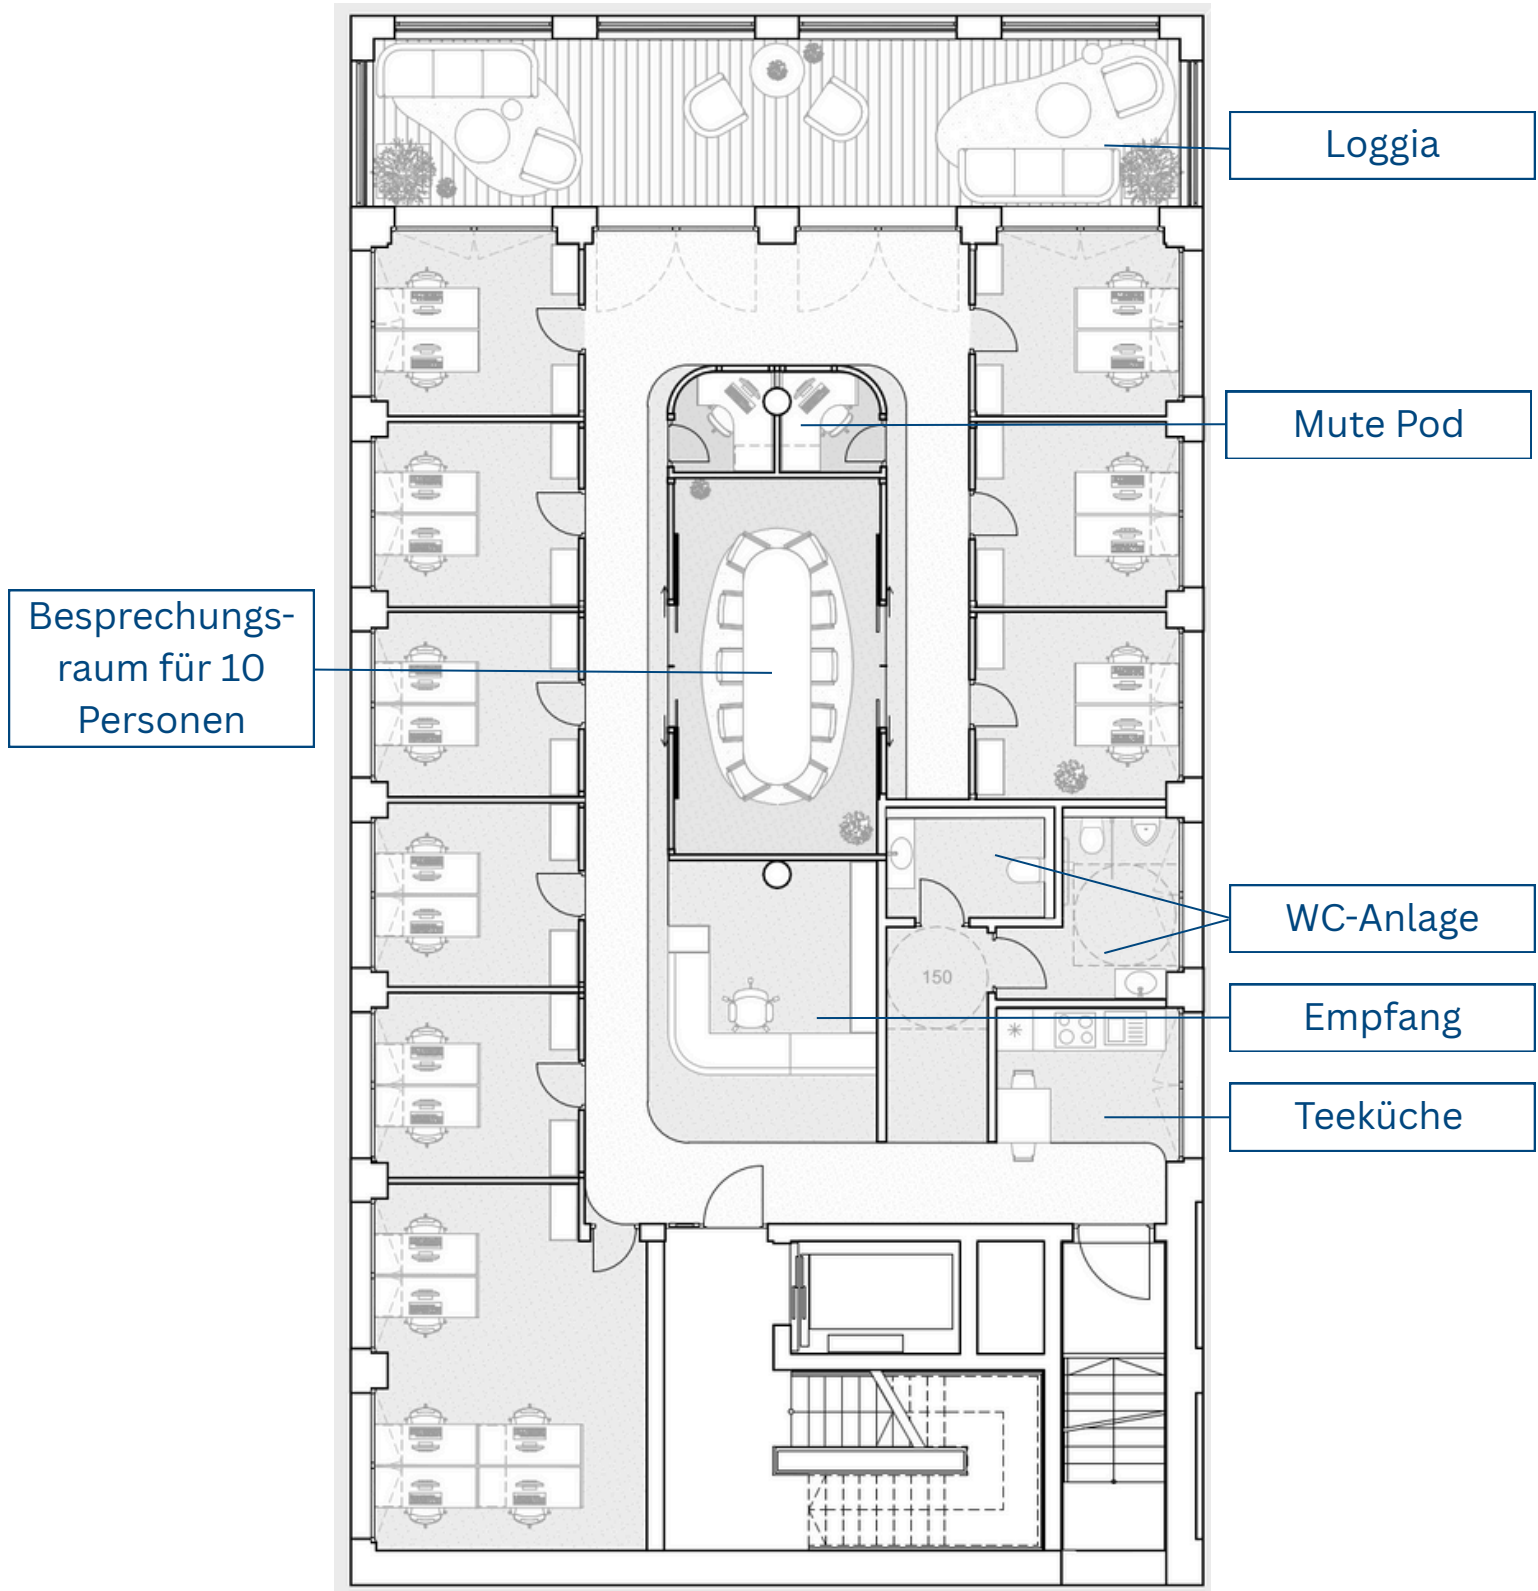 Loggia
Mute Pod
Besprechungs-
raum für 10
Personen
WC-Anlage
150
Empfang
Teeküche